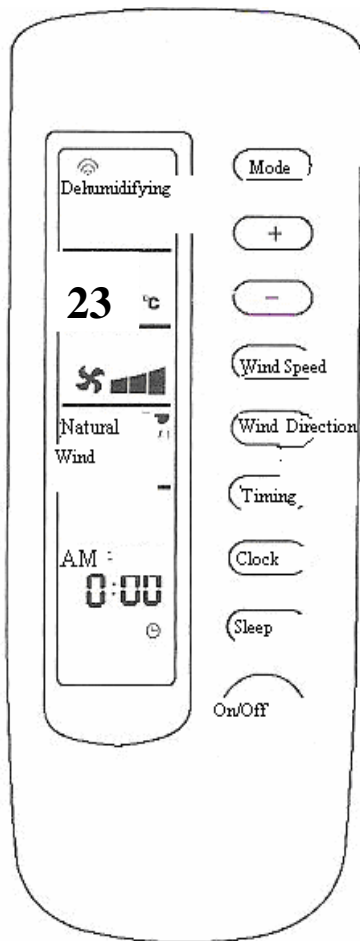 Dehumidifying
23 °C
Natural
Wind
AM
0:00
Mode
+
-
Wind Speed
Wind Direction
Timing
Clock
Sleep
On/Off